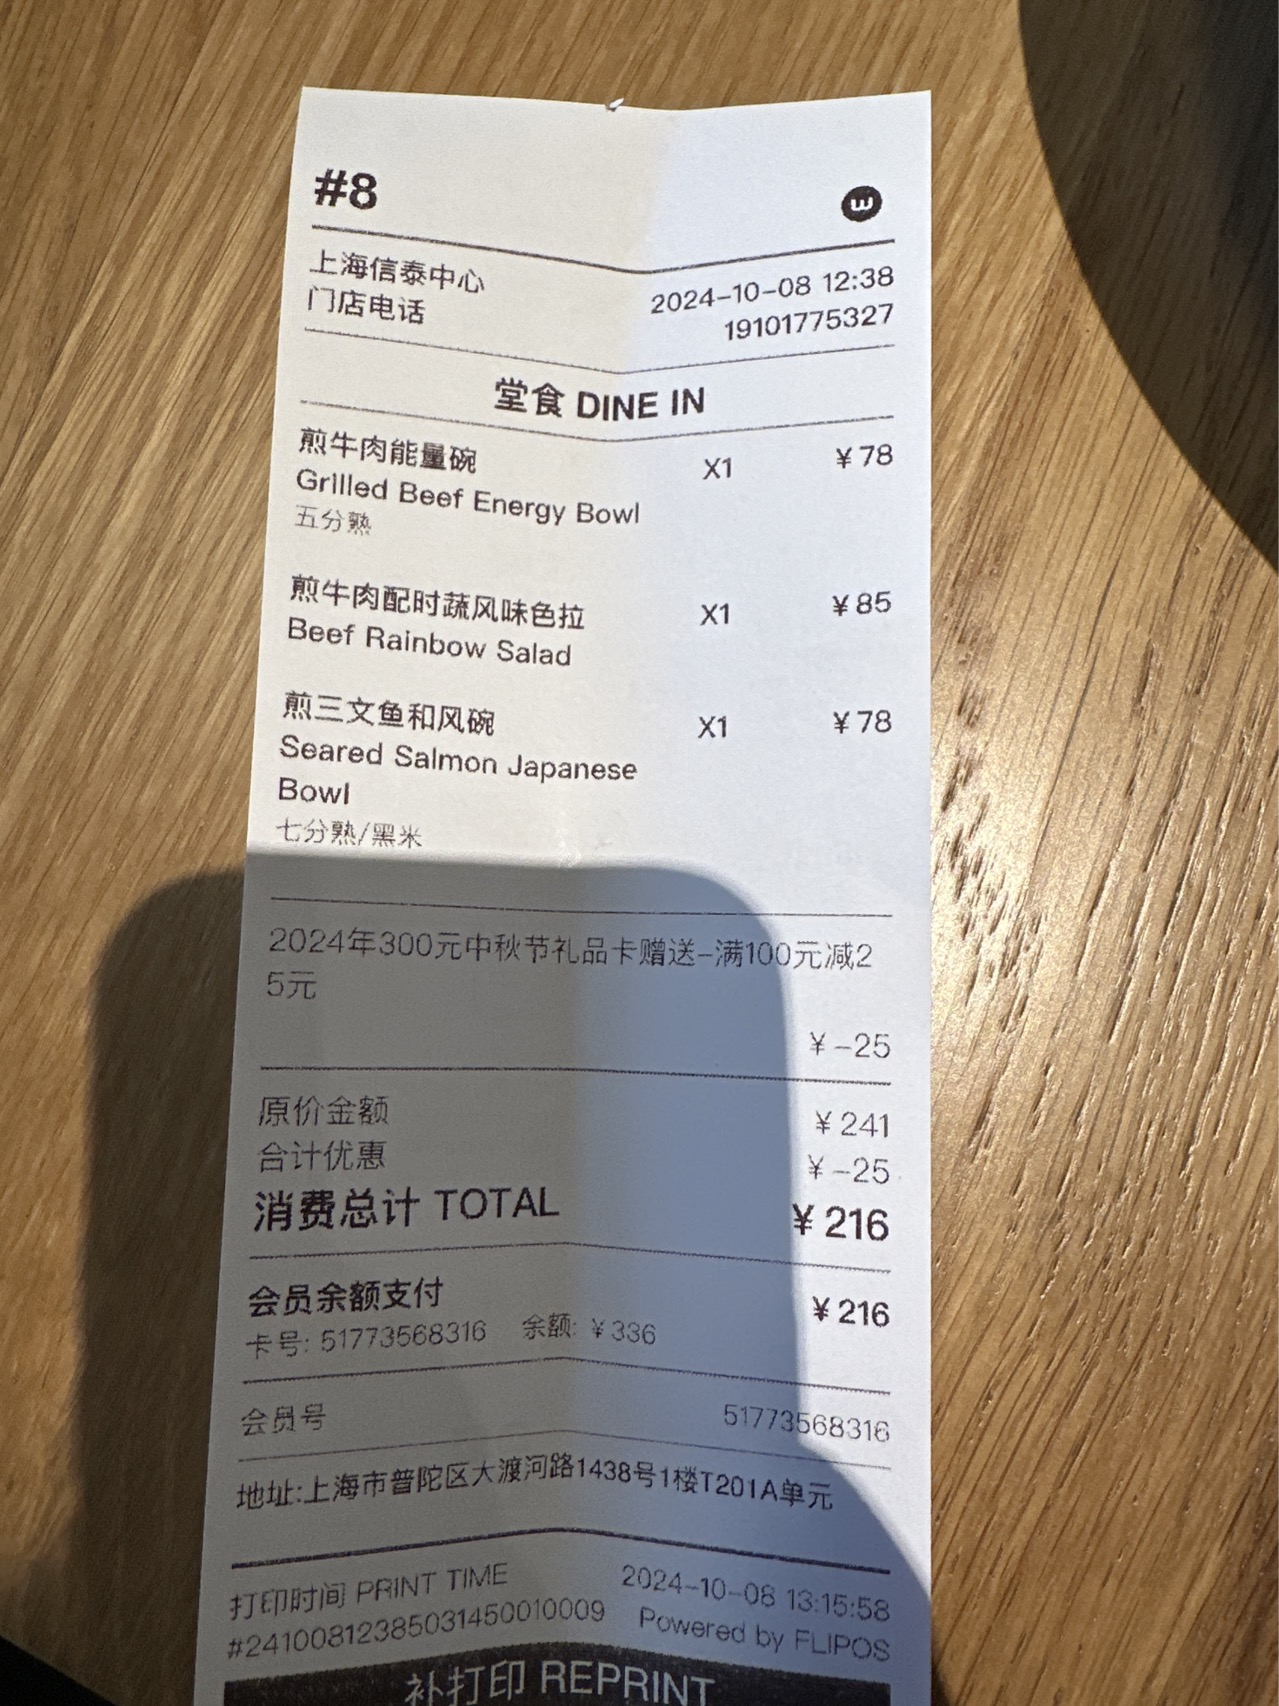 #8
上海信泰中心 2024-10-08 12:38
门店电话 19101775327
堂食 DINE IN
煎牛肉能量碗 X1 ¥78
Grilled Beef Energy Bowl
五分熟
煎牛肉配时蔬风味色拉 X1 ¥85
Beef Rainbow Salad
煎三文鱼和风碗 X1 ¥78
Seared Salmon Japanese
Bowl
七分熟/黑米
2024年300元中秋节礼品卡赠送-满100元减2
5元
¥-25
原价金额 ¥241
合计优惠 ¥-25
消费总计 TOTAL ¥216
会员余额支付 ¥216
卡号: 51773568316 余额: ¥336
会员号 51773568316
地址:上海市普陀区大渡河路1438号1楼T201A单元
打印时间 PRINT TIME 2024-10-08 13:15:58
#24100812385031450010009 Powered by FLIPOS
补打印 REPRINT